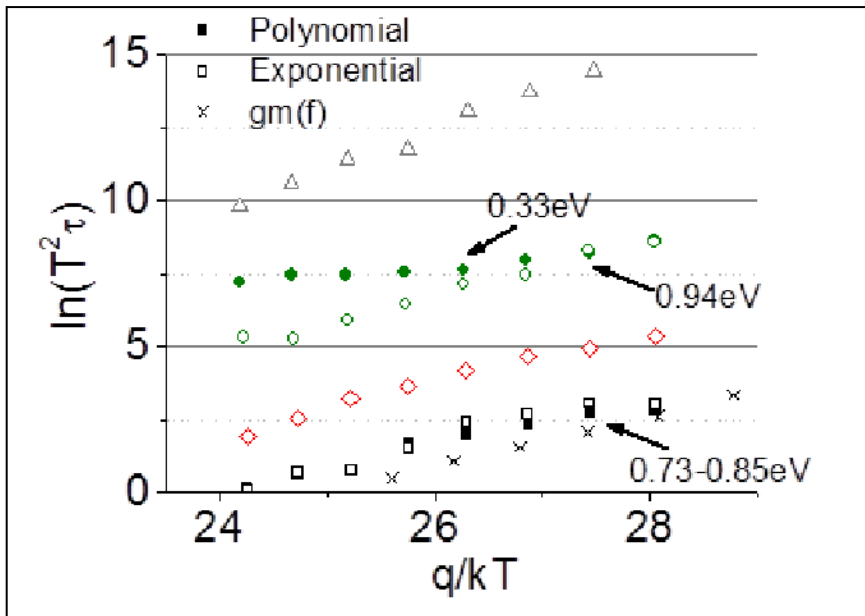 Polynomial
Exponential
gm(f)
15
10
5
0
ln(T²τ)
0.33eV
0.94eV
0.73-0.85eV
24
26
28
q/kT